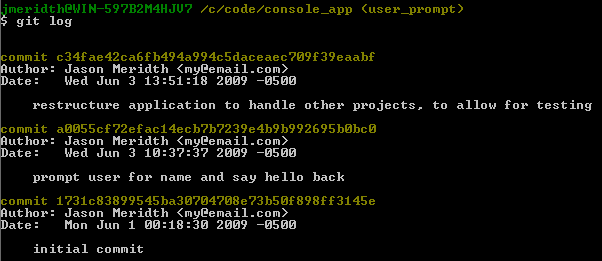 jmeridth@WIN-597B2M4HJV7 /c/code/console_app (user_prompt)
$ git log
commit c34fae42ca6fb494a994c5daceaec709f39eaabf
Author: Jason Meridth <my@email.com>
Date:   Wed Jun 3 13:51:18 2009 -0500
    restructure application to handle other projects, to allow for testing
commit a0055cf72efac14ecb7b7239e4b9b992695b0bc0
Author: Jason Meridth <my@email.com>
Date:   Wed Jun 3 10:37:37 2009 -0500
    prompt user for name and say hello back
commit 1731c83899545ba30704708e73b50f898ff3145e
Author: Jason Meridth <my@email.com>
Date:   Mon Jun 1 00:18:30 2009 -0500
    initial commit